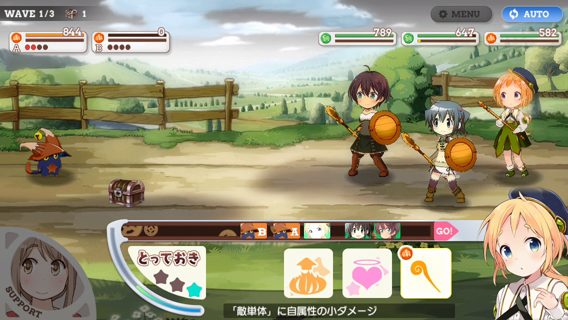 WAVE 1/3 1
MENU
AUTO
844
A
0
B
789
647
582
B
A
GO!
とっておき
SUPPORT
「敵単体」に自属性の小ダメージ